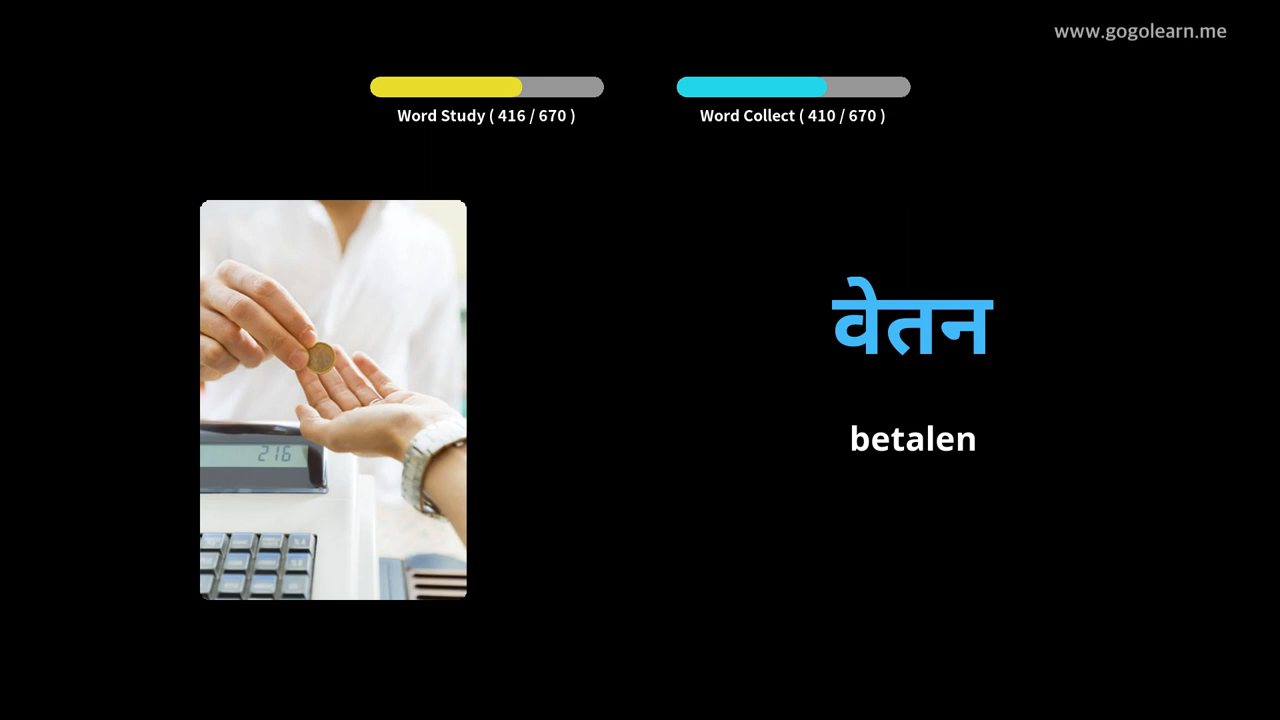 www.gogolearn.me
Word Study ( 416 / 670 )
Word Collect ( 410 / 670 )
वेतन
betalen
216